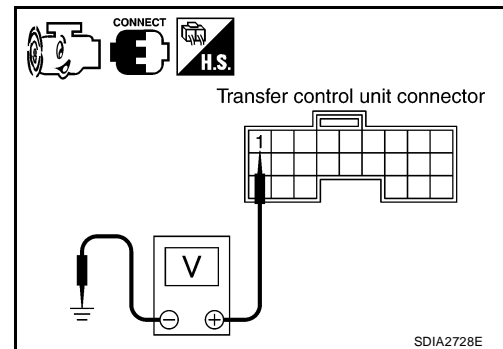 CONNECT
H.S.
Transfer control unit connector
1
V
− +
SDIA2728E